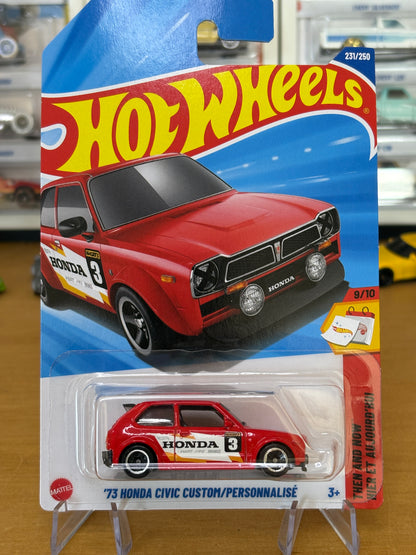 231/250
HOT WHEELS
HONDA
3
HONDA
9/10
THEN AND NOW
HIER ET AUJOURD'HUI
HONDA
3
MATTEL
'73 HONDA CIVIC CUSTOM/PERSONNALISÉ
3+